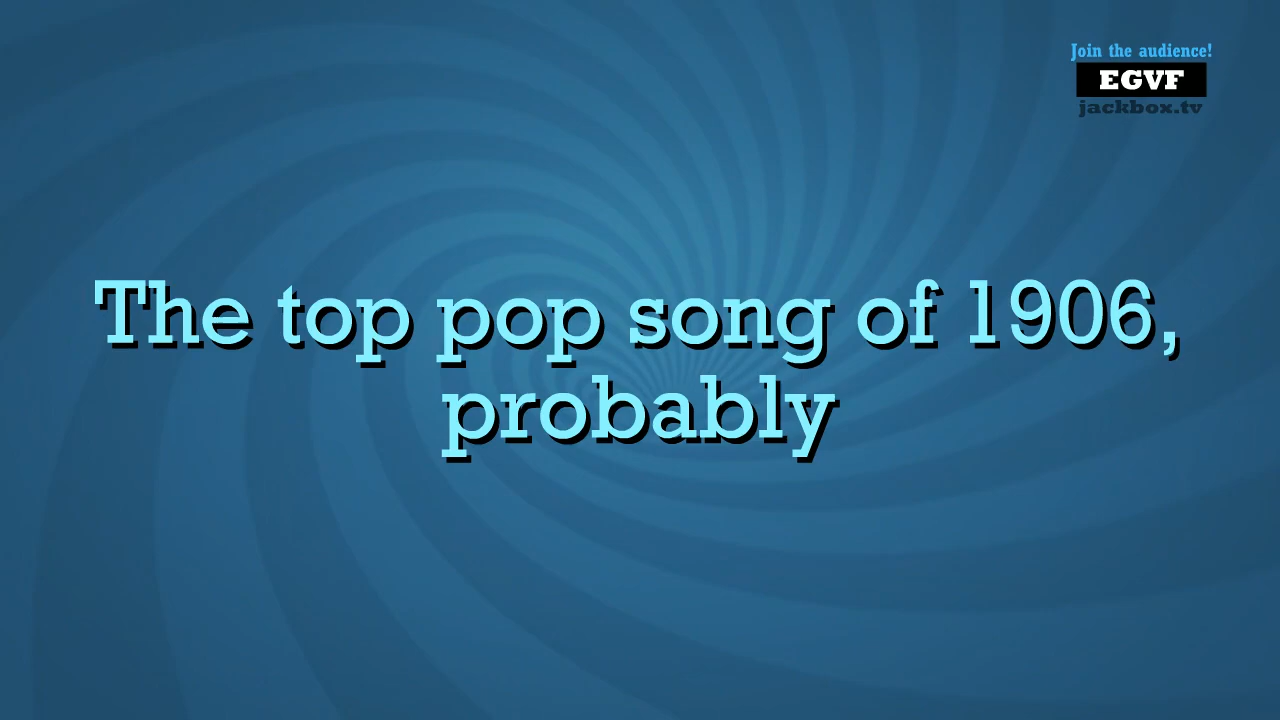 Join the audience!
EGVF
jackbox.tv
The top pop song of 1906,
probably